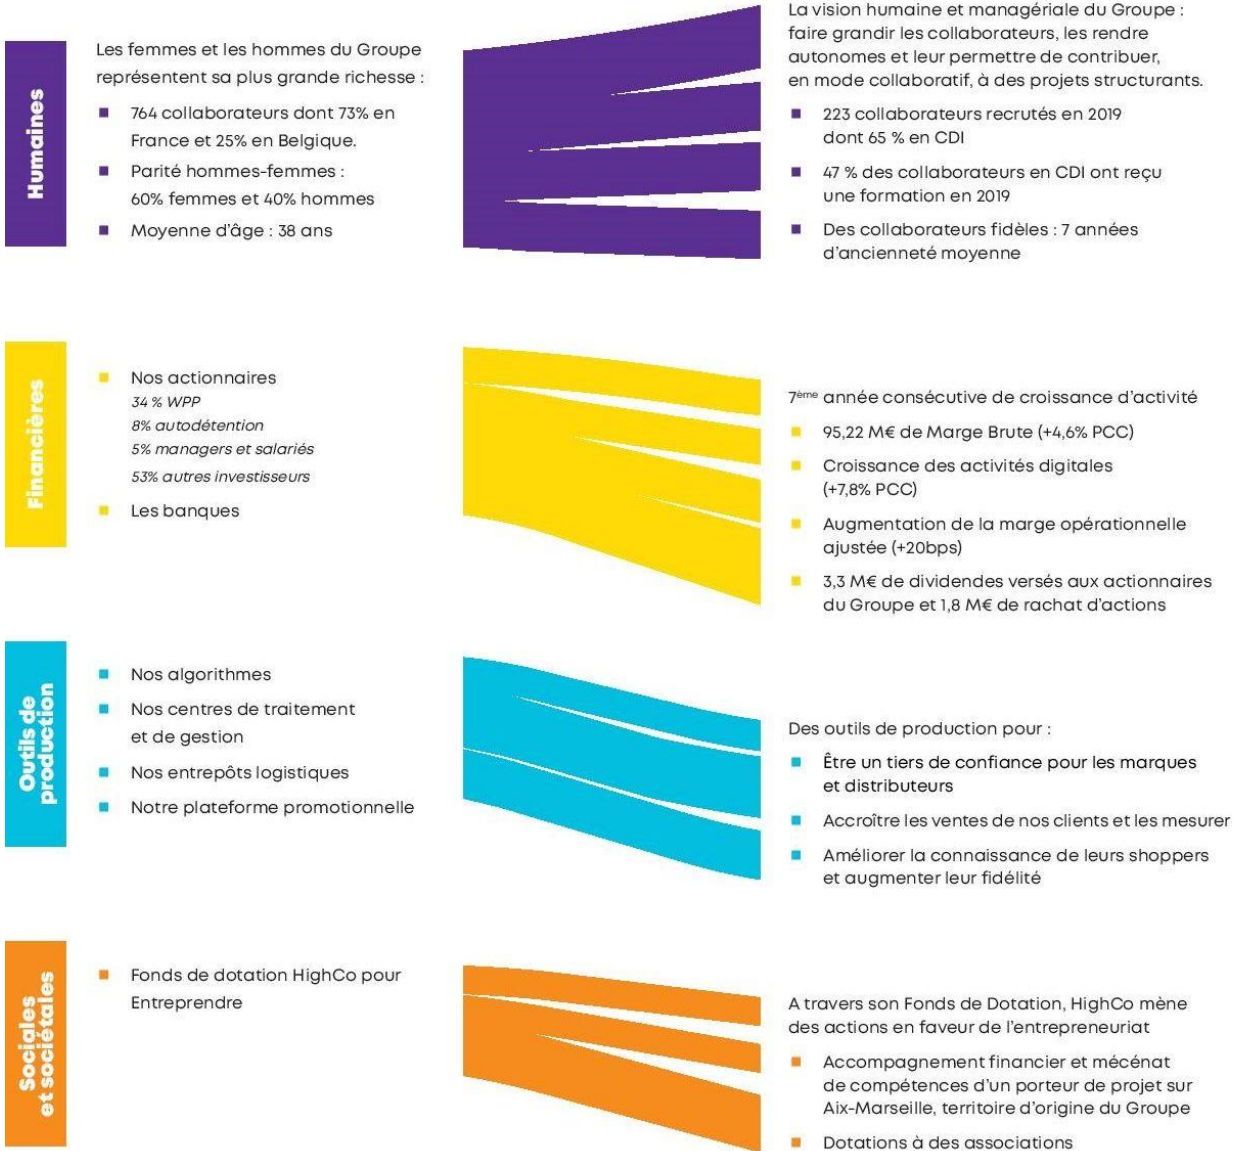 Humaines
Les femmes et les hommes du Groupe
représentent sa plus grande richesse :
764 collaborateurs dont 73% en
France et 25% en Belgique.
Parité hommes-femmes :
60% femmes et 40% hommes
Moyenne d'âge : 38 ans
La vision humaine et managériale du Groupe :
faire grandir les collaborateurs, les rendre
autonomes et leur permettre de contribuer,
en mode collaboratif, à des projets structurants.
223 collaborateurs recrutés en 2019
dont 65 % en CDI
47 % des collaborateurs en CDI ont reçu
une formation en 2019
Des collaborateurs fidèles : 7 années
d'ancienneté moyenne
Financières
Nos actionnaires
34 % WPP
8% autodétention
5% managers et salariés
53% autres investisseurs
Les banques
7ème année consécutive de croissance d'activité
95,22 M€ de Marge Brute (+4,6% PCC)
Croissance des activités digitales
(+7,8% PCC)
Augmentation de la marge opérationnelle
ajustée (+20bps)
3,3 M€ de dividendes versés aux actionnaires
du Groupe et 1,8 M€ de rachat d'actions
Outils de
production
Nos algorithmes
Nos centres de traitement
et de gestion
Nos entrepôts logistiques
Notre plateforme promotionnelle
Des outils de production pour :
Être un tiers de confiance pour les marques
et distributeurs
Accroître les ventes de nos clients et les mesurer
Améliorer la connaissance de leurs shoppers
et augmenter leur fidélité
Sociales
et sociétales
Fonds de dotation HighCo pour
Entreprendre
A travers son Fonds de Dotation, HighCo mène
des actions en faveur de l'entrepreneuriat
Accompagnement financier et mécénat
de compétences d'un porteur de projet sur
Aix-Marseille, territoire d'origine du Groupe
Dotations à des associations